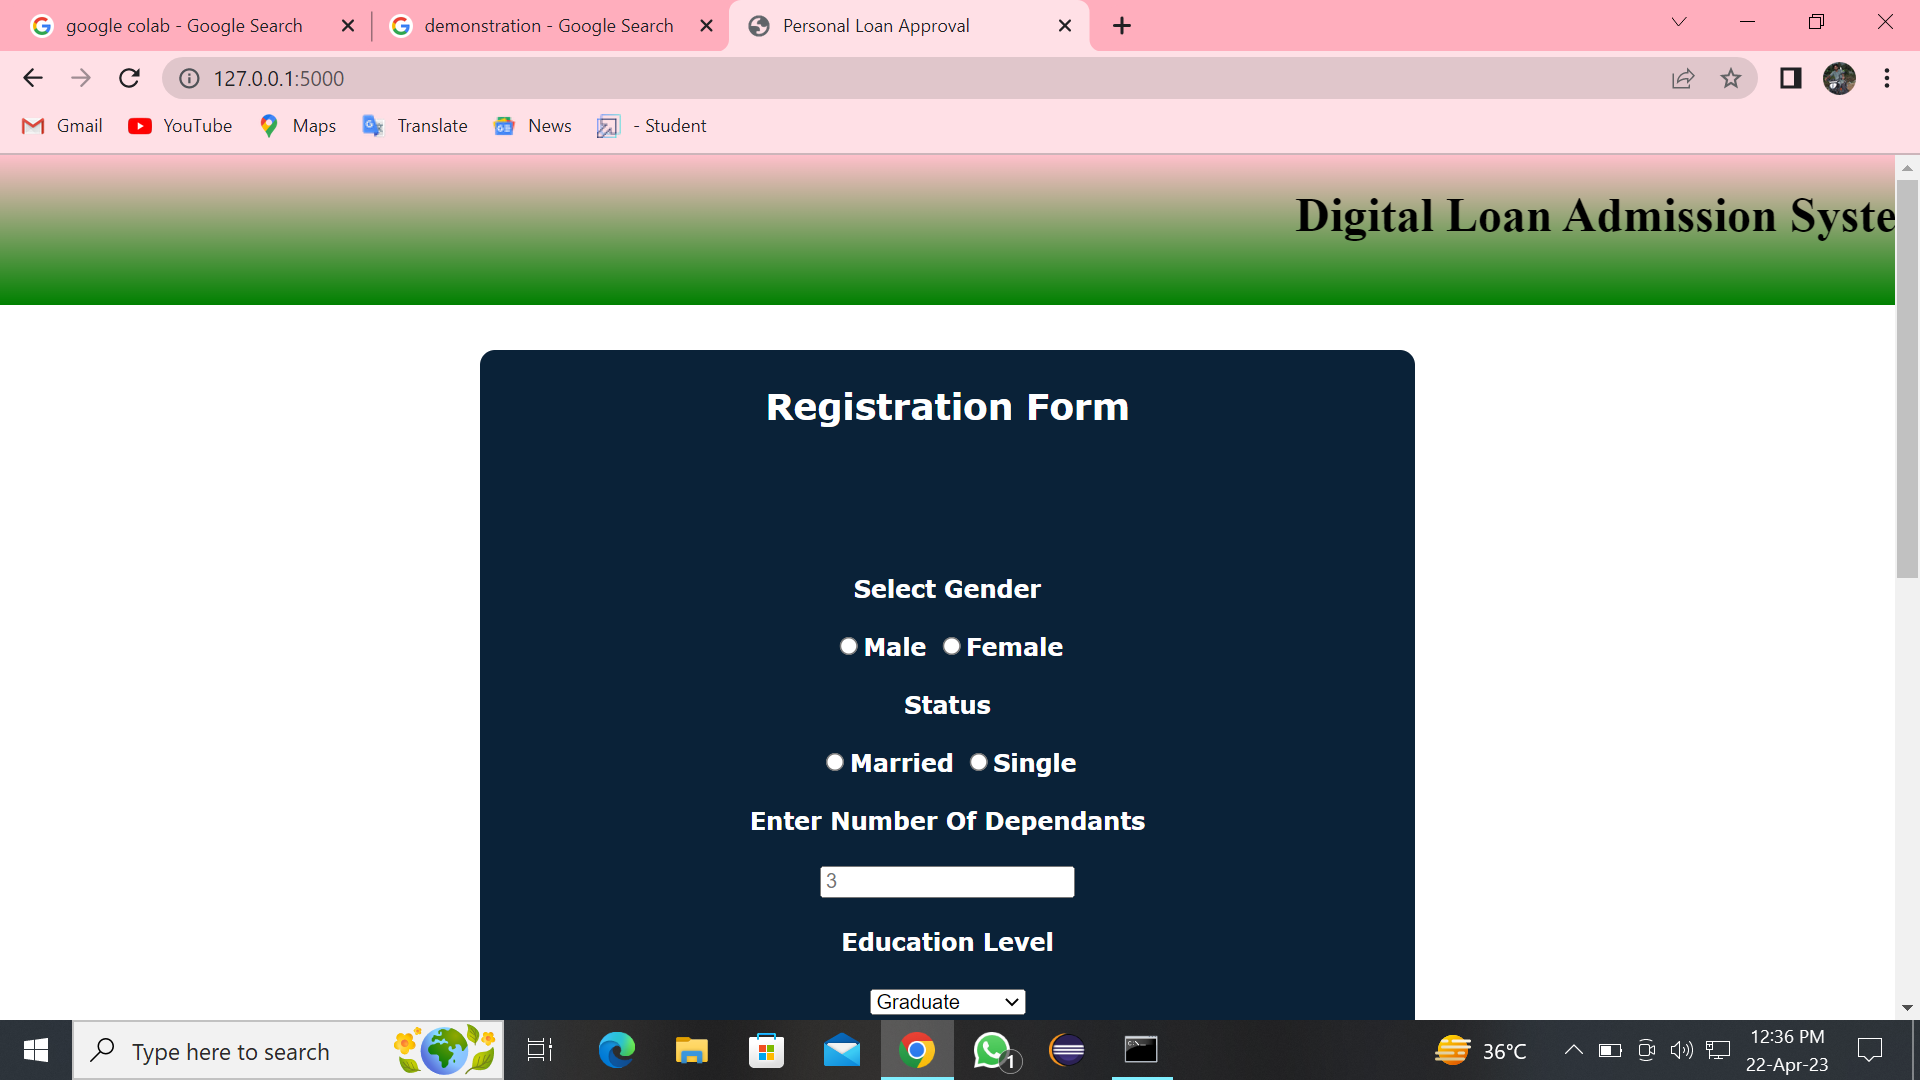 google colab - Google Search
demonstration - Google Search
Personal Loan Approval
127.0.0.1:5000
Gmail
YouTube
Maps
Translate
News
- Student
Digital Loan Admission Syste
Registration Form
Select Gender
Male Female
Status
Married Single
Enter Number Of Dependants
3
Education Level
Graduate
Type here to search
1
36°C
12:36 PM
22-Apr-23